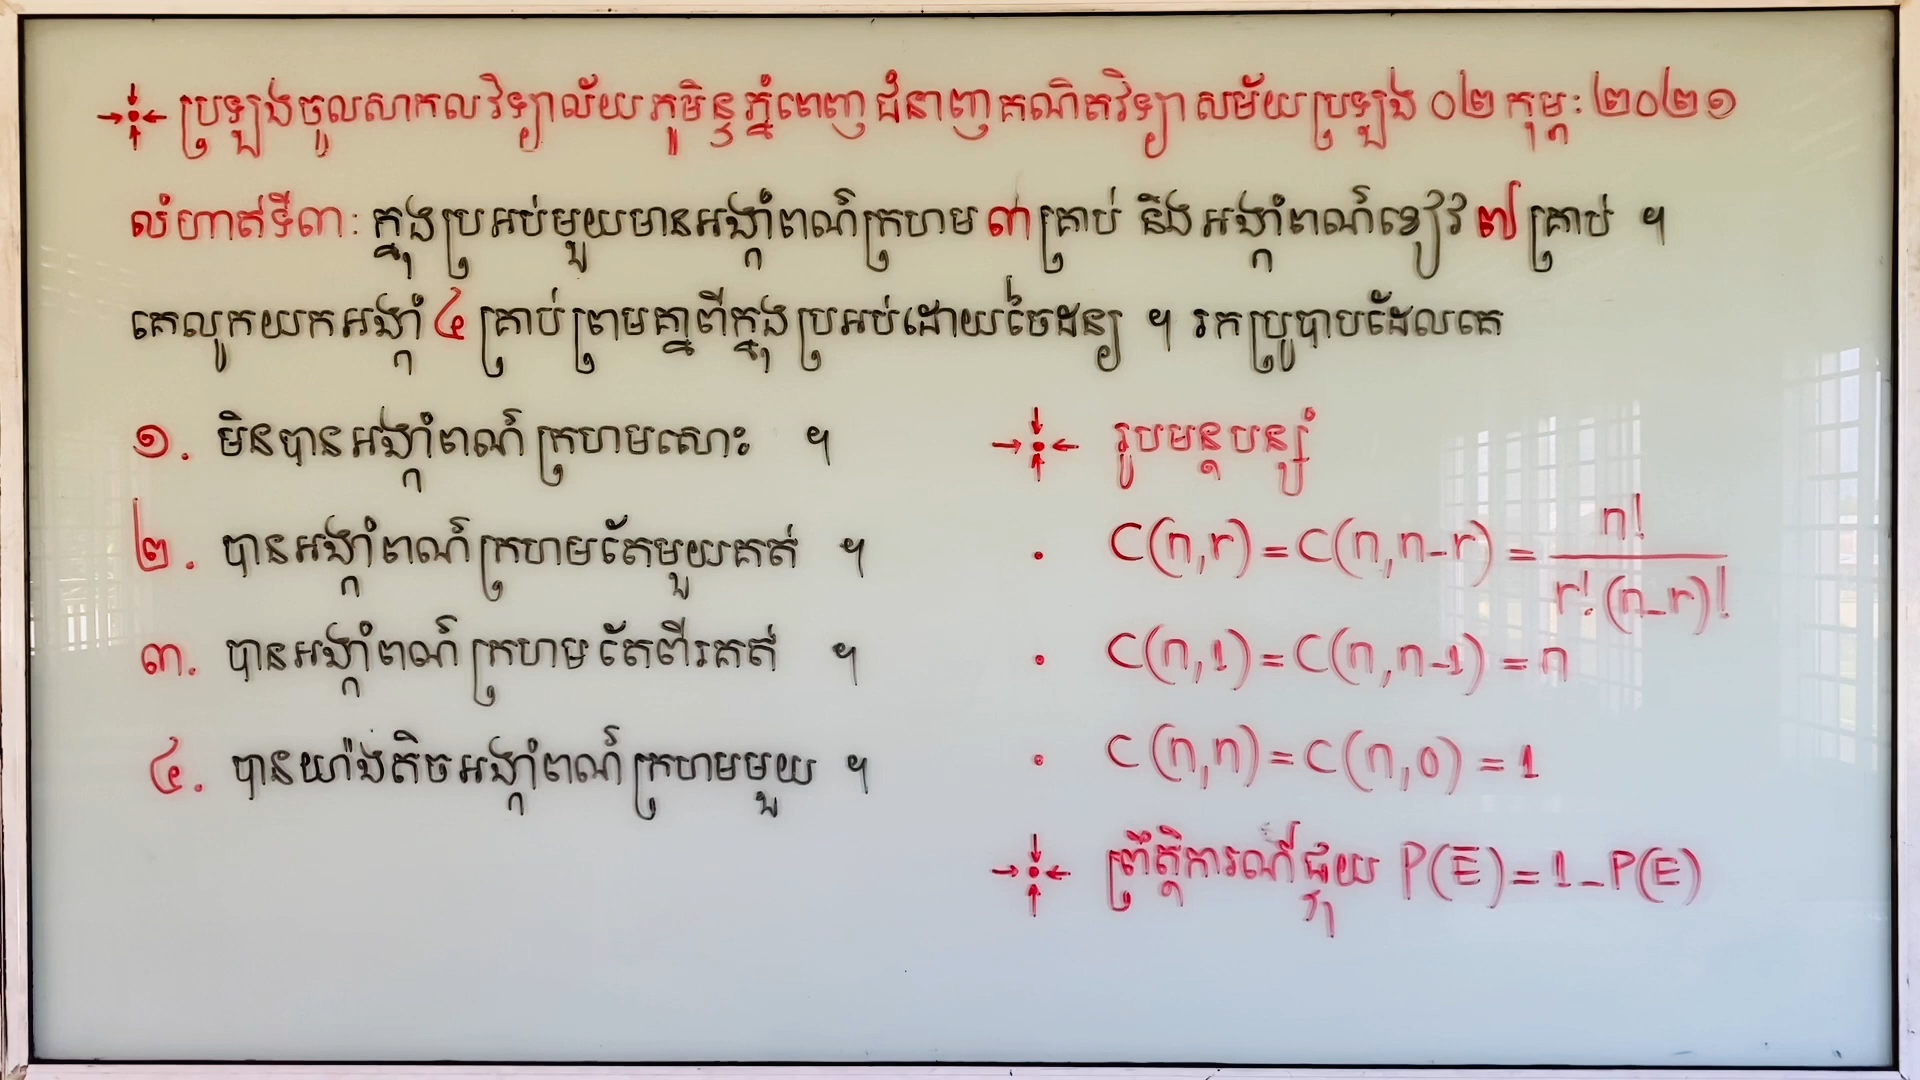 ប្រឡងចូលសាកលវិទ្យាល័យភូមិន្ទភ្នំពេញជំនាញគណិតវិទ្យា សម័យប្រឡង ០២ កុម្ភៈ ២០២១
លំហាត់ទី៣: ក្នុងប្រអប់មួយមានអង្កាំពណ៌ក្រហម ៣ គ្រាប់ និង អង្កាំពណ៌ខៀវ ៧ គ្រាប់ ។
គេលូកយកអង្កាំ ៤ គ្រាប់ព្រមគ្នាពីក្នុងប្រអប់ដោយចៃដន្យ ។ រកប្រូបាបដែលគេ
១. មិនបានអង្កាំពណ៌ក្រហមសោះ ។
២. បានអង្កាំពណ៌ក្រហមតែមួយគត់ ។
៣. បានអង្កាំពណ៌ក្រហមតែពីរគត់ ។
៤. បានយ៉ាងតិចអង្កាំពណ៌ក្រហមមួយ ។
រូបមន្តបន្សំ
. C(n,r) = C(n,n-r) = n! / r!(n-r)!
. C(n,1) = C(n,n-1) = n
. C(n,n) = C(n,0) = 1
ព្រឹត្តិការណ៍ផ្ទុយ P(E̅) = 1 - P(E)